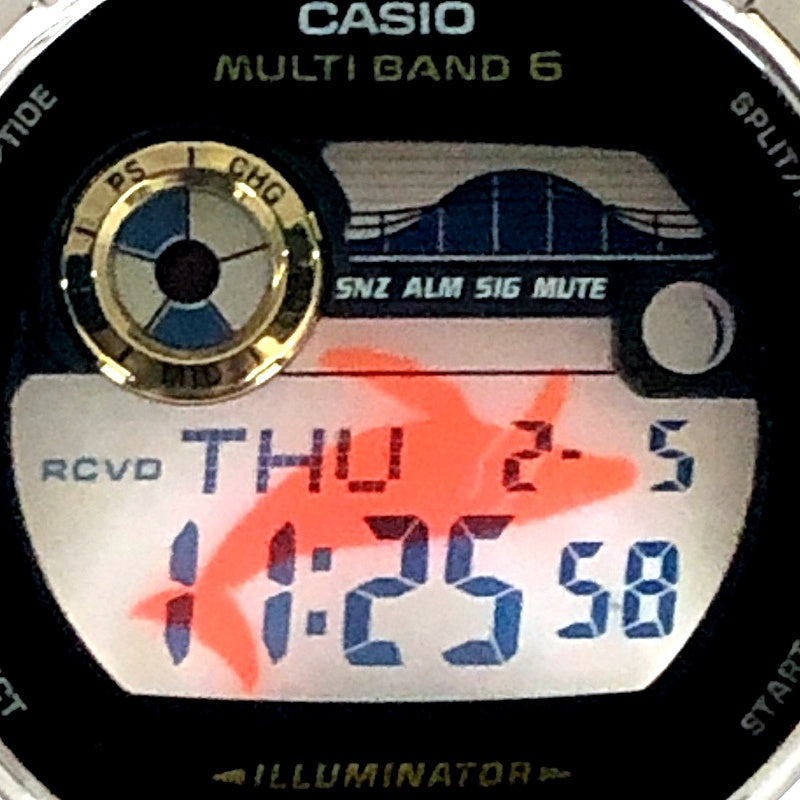 CASIO
MULTI BAND 6
TIDE
SPLIT/
PS
CHG
MID
SNZ ALM SIG MUTE
RCVD THU 2- 5
11:25 58
START
ILLUMINATOR